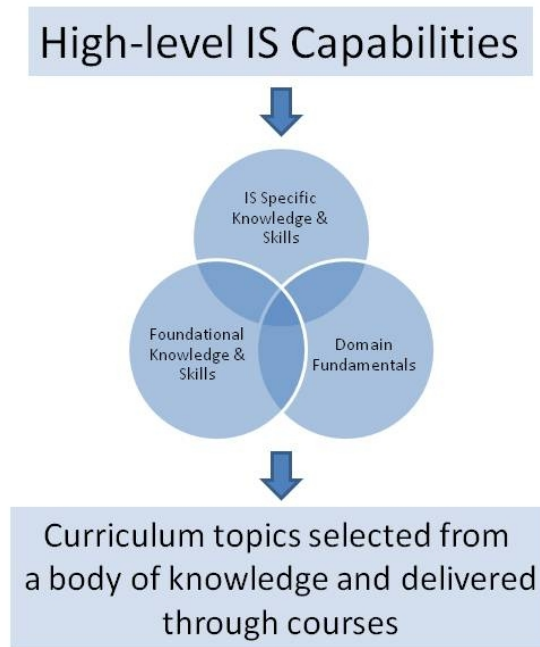 High-level IS Capabilities
IS Specific
Knowledge &
Skills
Foundational
Knowledge &
Skills
Domain
Fundamentals
Curriculum topics selected from
a body of knowledge and delivered
through courses